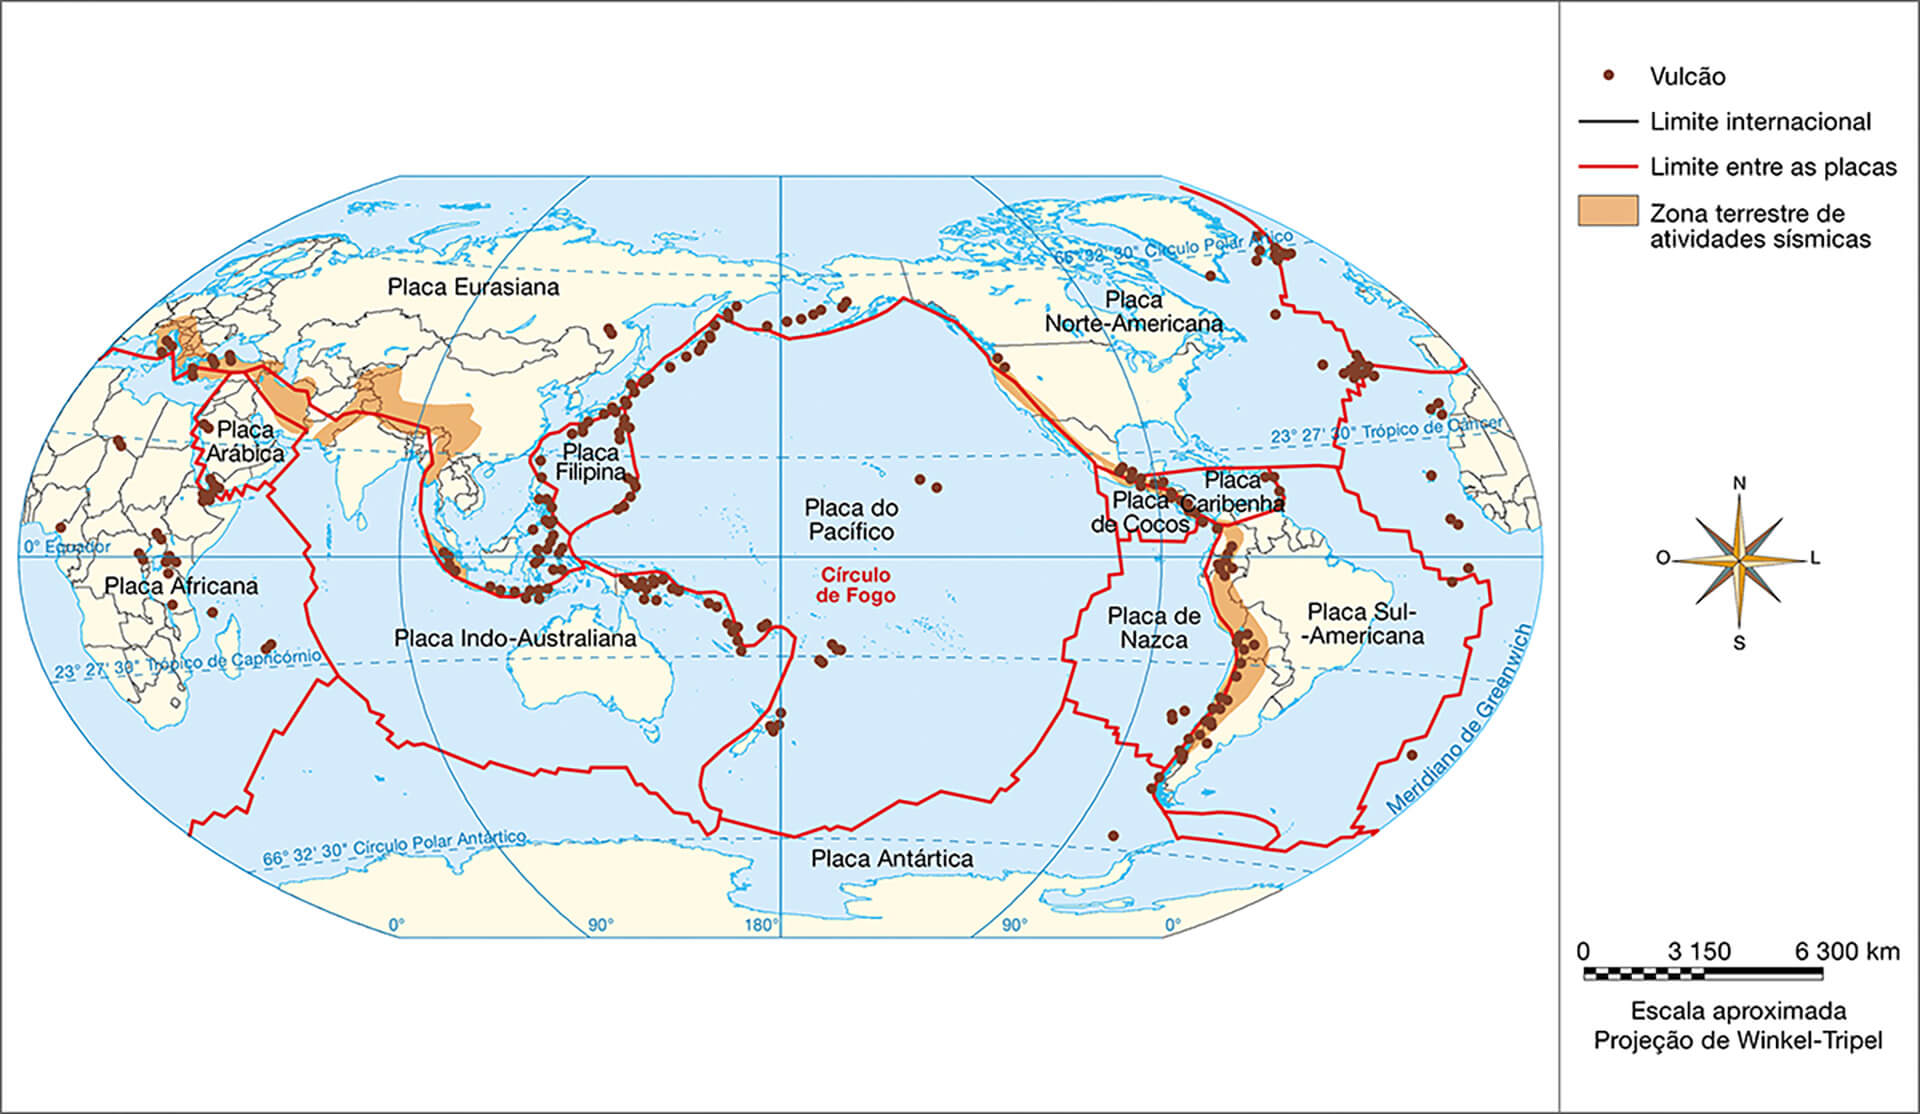 Vulcão
Limite internacional
Limite entre as placas
Zona terrestre de
atividades sísmicas
66° 32' 30" Círculo Polar Ártico
Placa Eurasiana
Placa
Norte-Americana
Placa
Arábica
Placa
Filipina
23° 27' 30" Trópico de Câncer
Placa
Caribenha
Placa
de Cocos
Placa do
Pacífico
0° Equador
Círculo
de Fogo
Placa Africana
Placa Indo-Australiana
Placa de
Nazca
Placa Sul-
-Americana
23° 27' 30" Trópico de Capricórnio
Meridiano de Greenwich
66° 32' 30" Círculo Polar Antártico
Placa Antártica
0°
90°
180°
90°
0°
N
O
L
S
0 3 150 6 300 km
Escala aproximada
Projeção de Winkel-Tripel